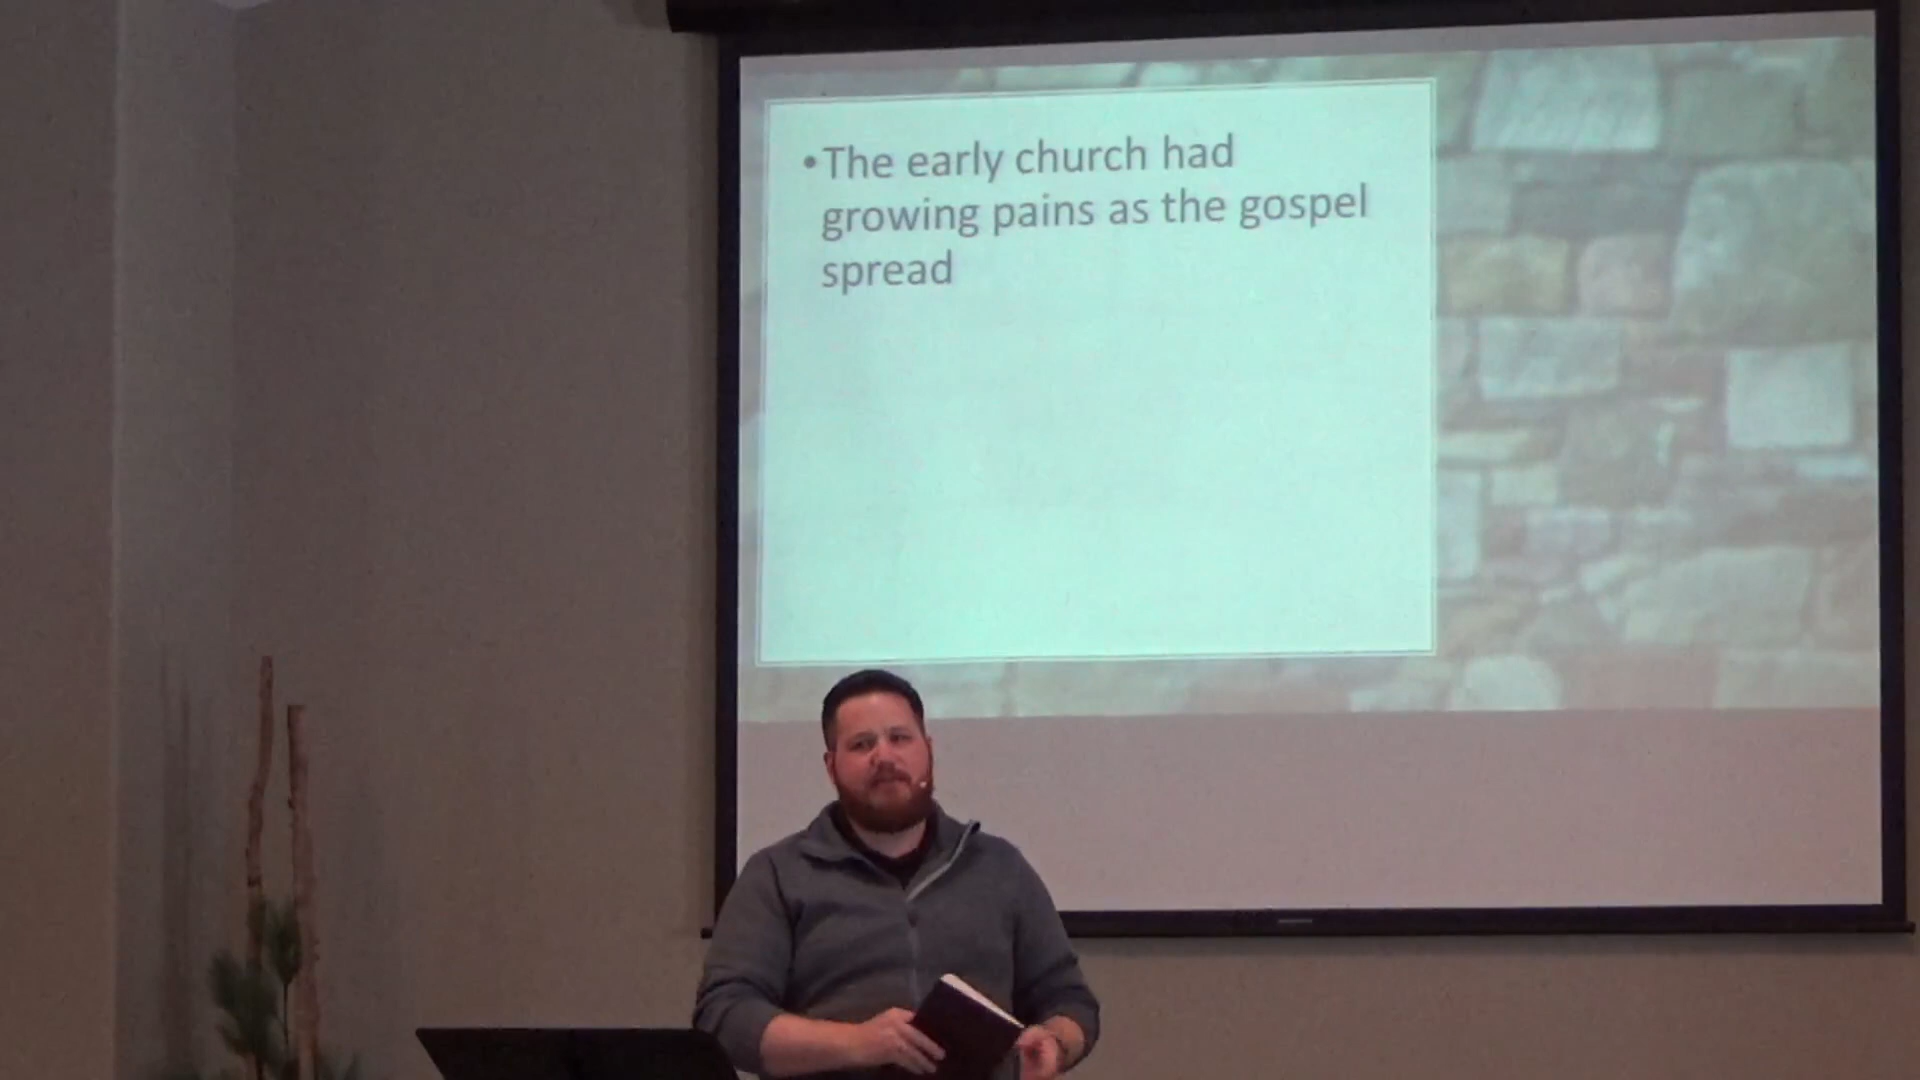 •The early church had
growing pains as the gospel
spread